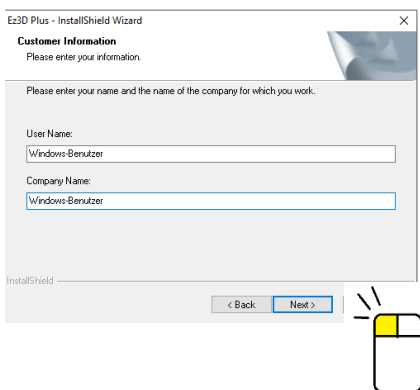 Ez3D Plus - InstallShield Wizard
Customer Information
Please enter your information.
Please enter your name and the name of the company for which you work.
User Name:
Windows-Benutzer
Company Name:
Windows-Benutzer
InstallShield
< Back Next >